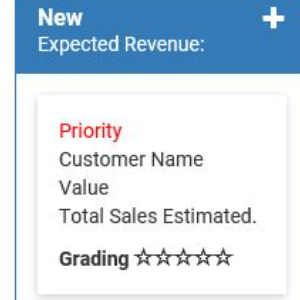 New +
Expected Revenue:
Priority
Customer Name
Value
Total Sales Estimated.
Grading ☆☆☆☆☆